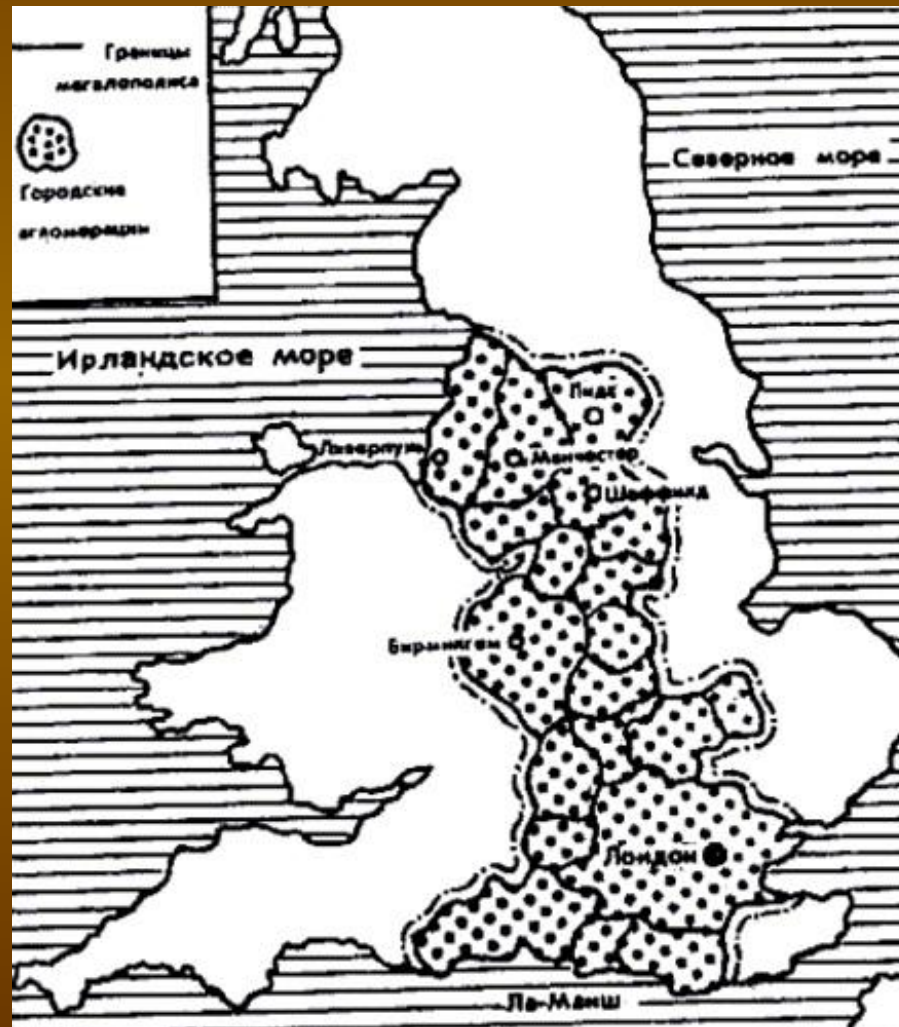 Границы
мегалополиса
Городские
агломерации
Северное море
Ирландское море
Лидс
Ливерпуль
Манчестер
Шеффилд
Бирмингем
Лондон
Ла-Манш